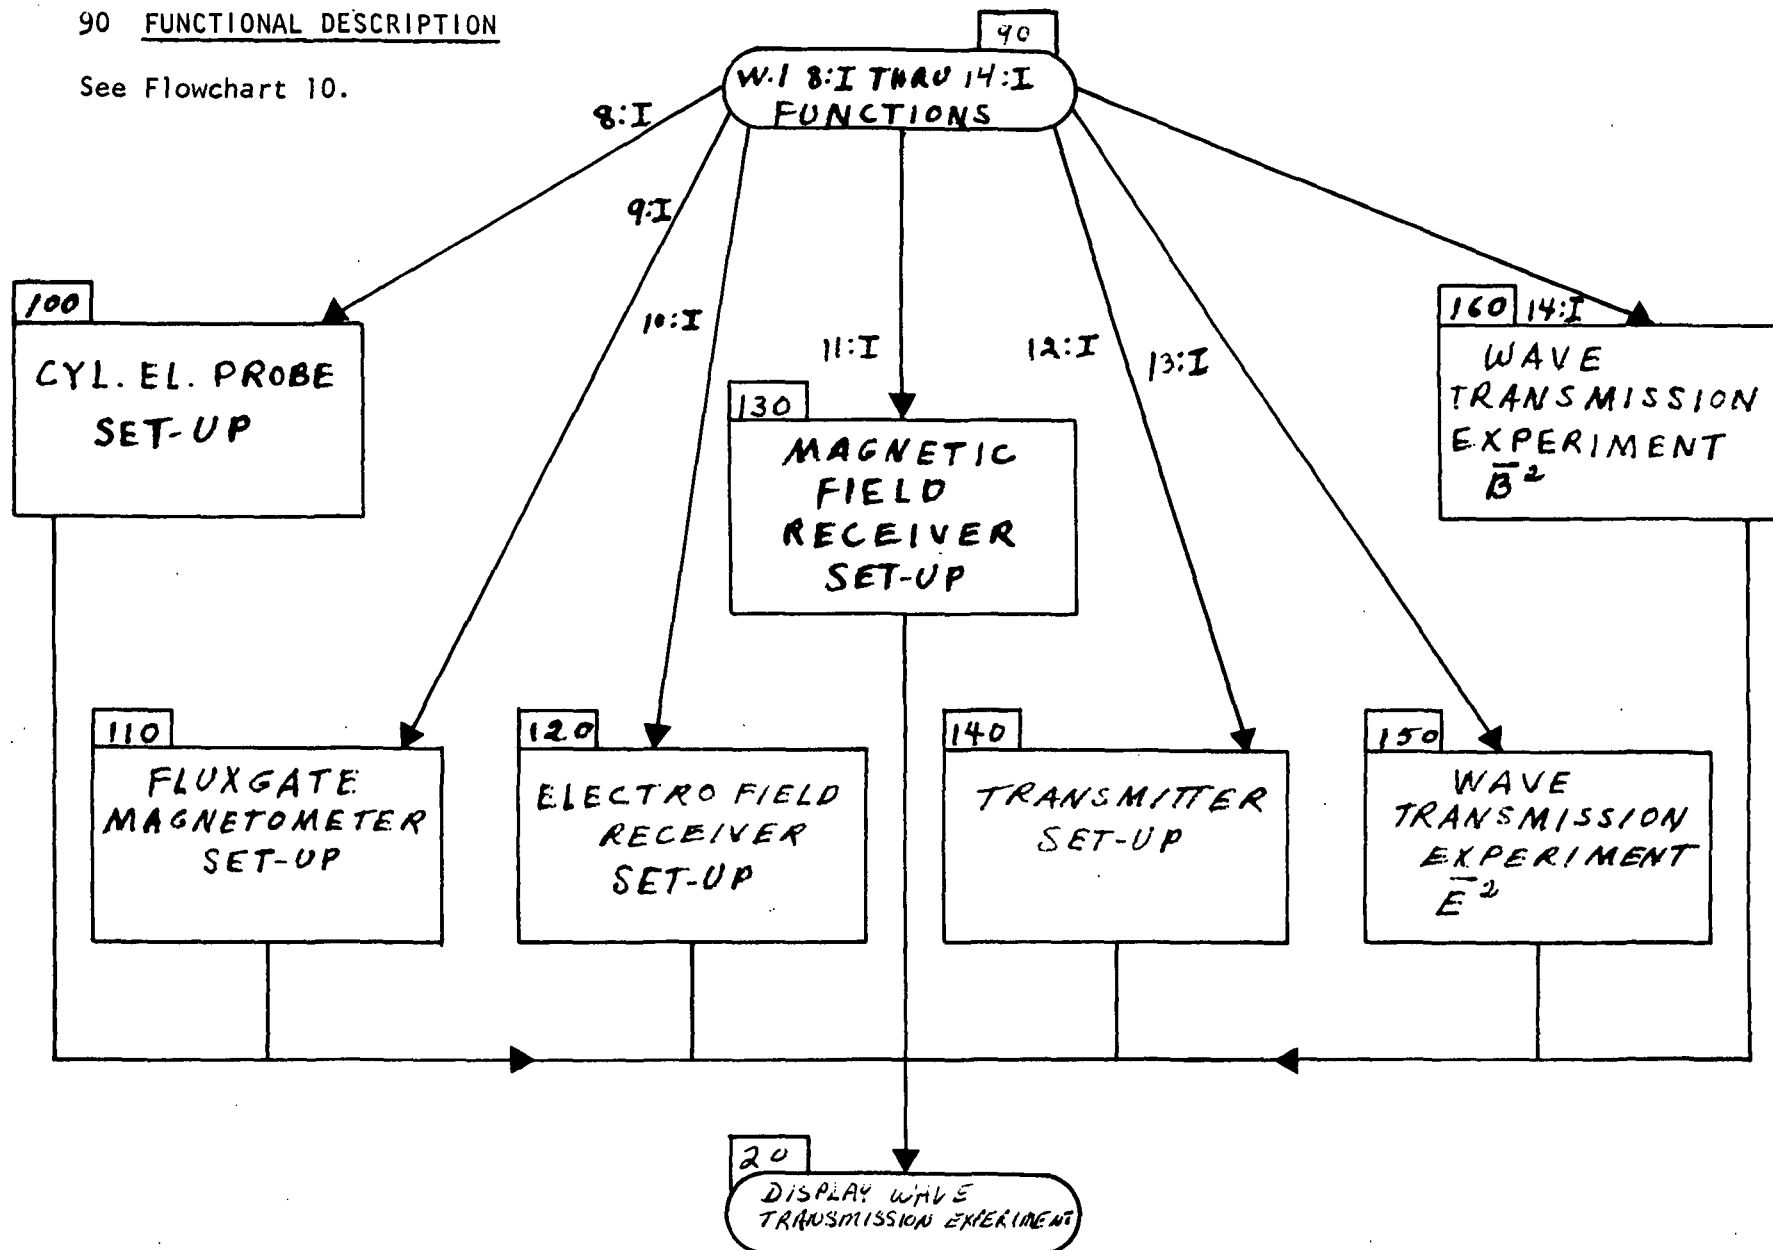 90 FUNCTIONAL DESCRIPTION
See Flowchart 10.
90
W.I 8:I THRU 14:I
FUNCTIONS
8:I
9:I
10:I
11:I
12:I
13:I
14:I
100
CYL. EL. PROBE
SET-UP
130
MAGNETIC
FIELD
RECEIVER
SET-UP
160
WAVE
TRANSMISSION
EXPERIMENT
B̅²
110
FLUXGATE
MAGNETOMETER
SET-UP
120
ELECTRO FIELD
RECEIVER
SET-UP
140
TRANSMITTER
SET-UP
150
WAVE
TRANSMISSION
EXPERIMENT
E̅²
20
DISPLAY WAVE
TRANSMISSION EXPERIMENT